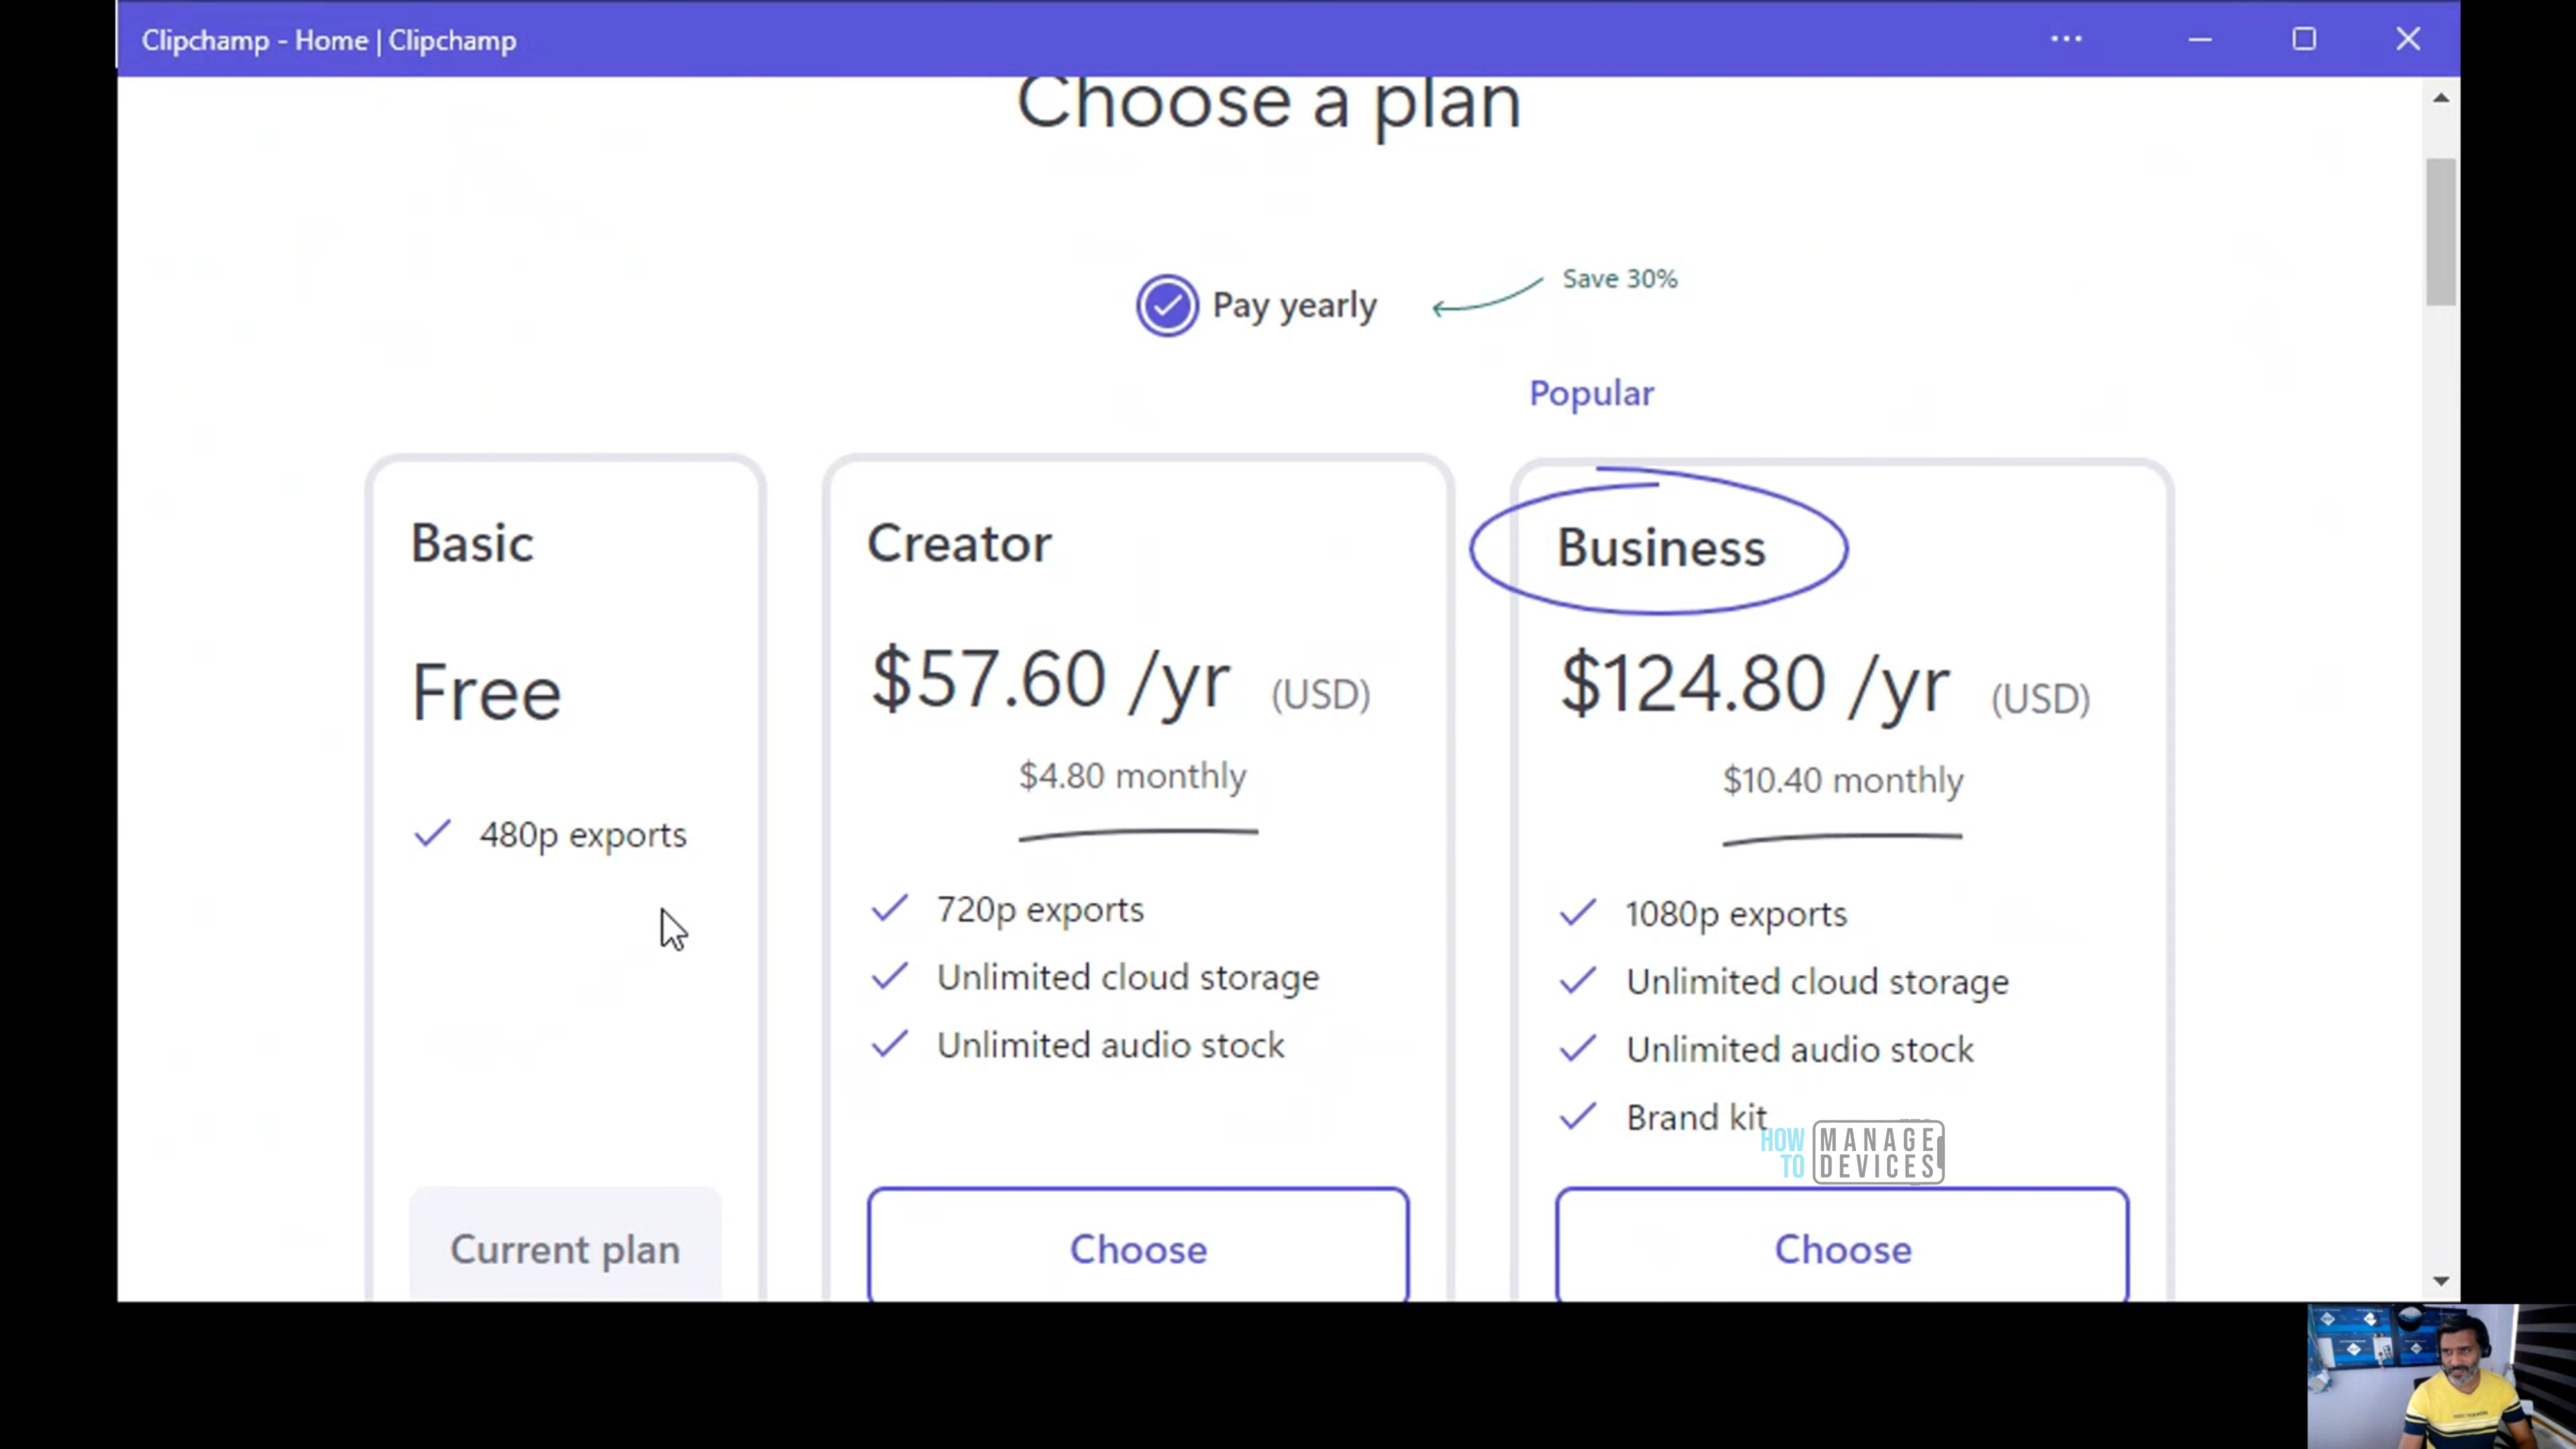 Clipchamp - Home | Clipchamp
Choose a plan
Pay yearly
Save 30%
Popular
Basic
Free
480p exports
Current plan
Creator
$57.60 /yr (USD)
$4.80 monthly
720p exports
Unlimited cloud storage
Unlimited audio stock
Choose
Business
$124.80 /yr (USD)
$10.40 monthly
1080p exports
Unlimited cloud storage
Unlimited audio stock
Brand kit
Choose
HOW TO
MANAGE
DEVICES